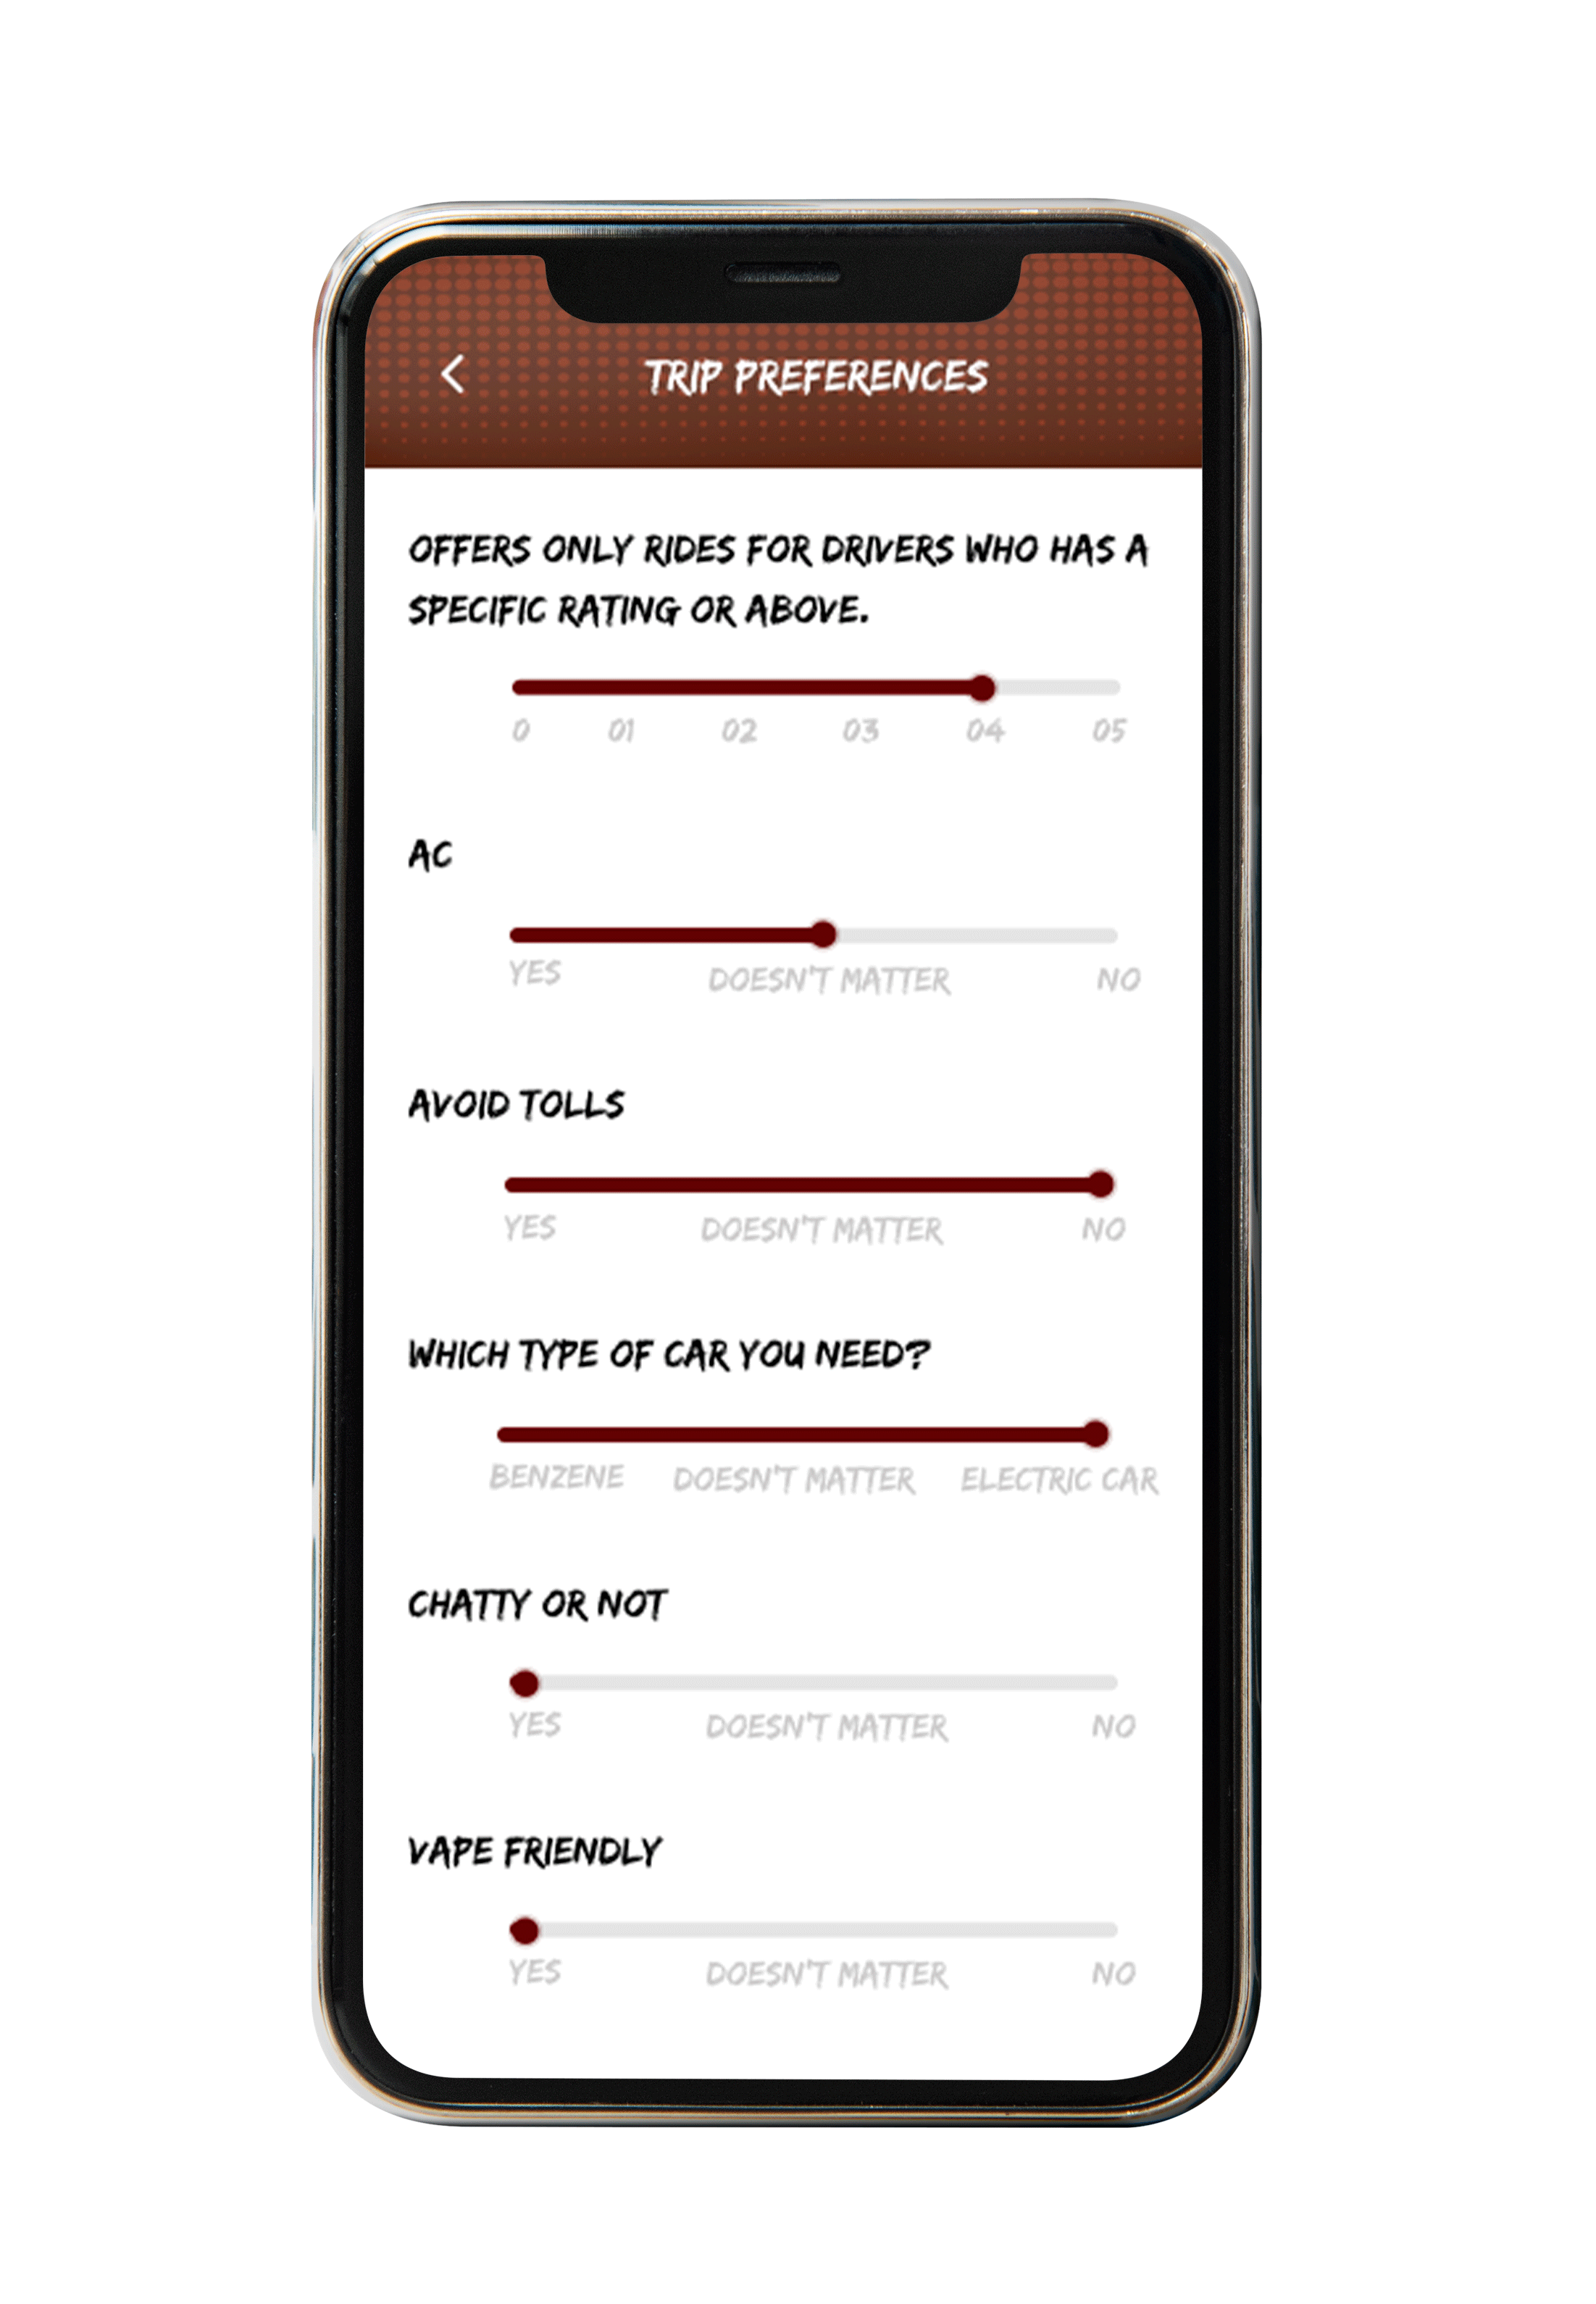 TRIP PREFERENCES
OFFERS ONLY RIDES FOR DRIVERS WHO HAS A
SPECIFIC RATING OR ABOVE.
0 01 02 03 04 05
AC
YES DOESN'T MATTER NO
AVOID TOLLS
YES DOESN'T MATTER NO
WHICH TYPE OF CAR YOU NEED?
BENZENE DOESN'T MATTER ELECTRIC CAR
CHATTY OR NOT
YES DOESN'T MATTER NO
VAPE FRIENDLY
YES DOESN'T MATTER NO